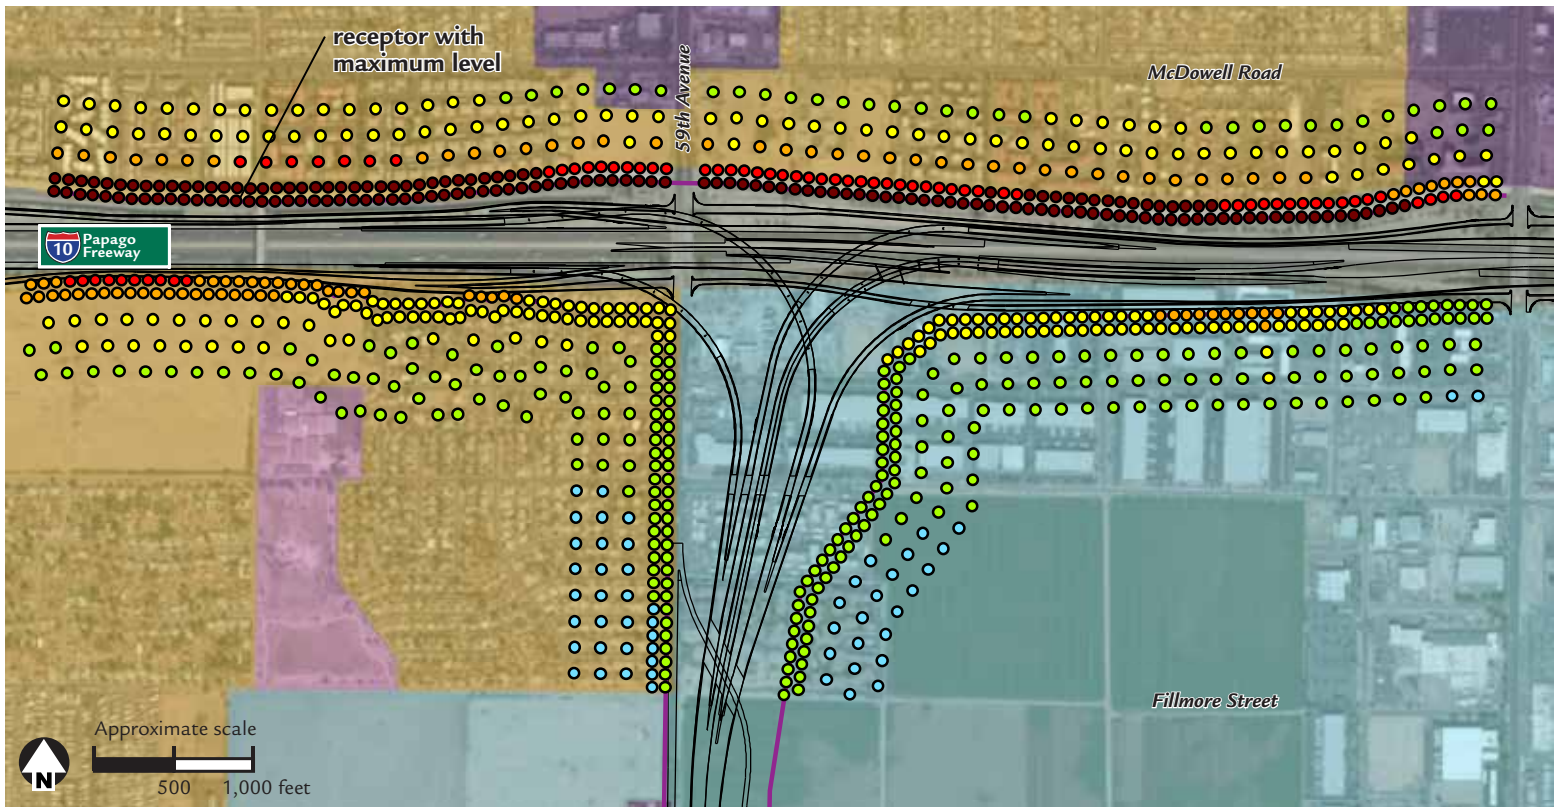 receptor with
maximum level
59th Avenue
McDowell Road
10
Papago
Freeway
Fillmore Street
Approximate scale
500
1,000 feet
N